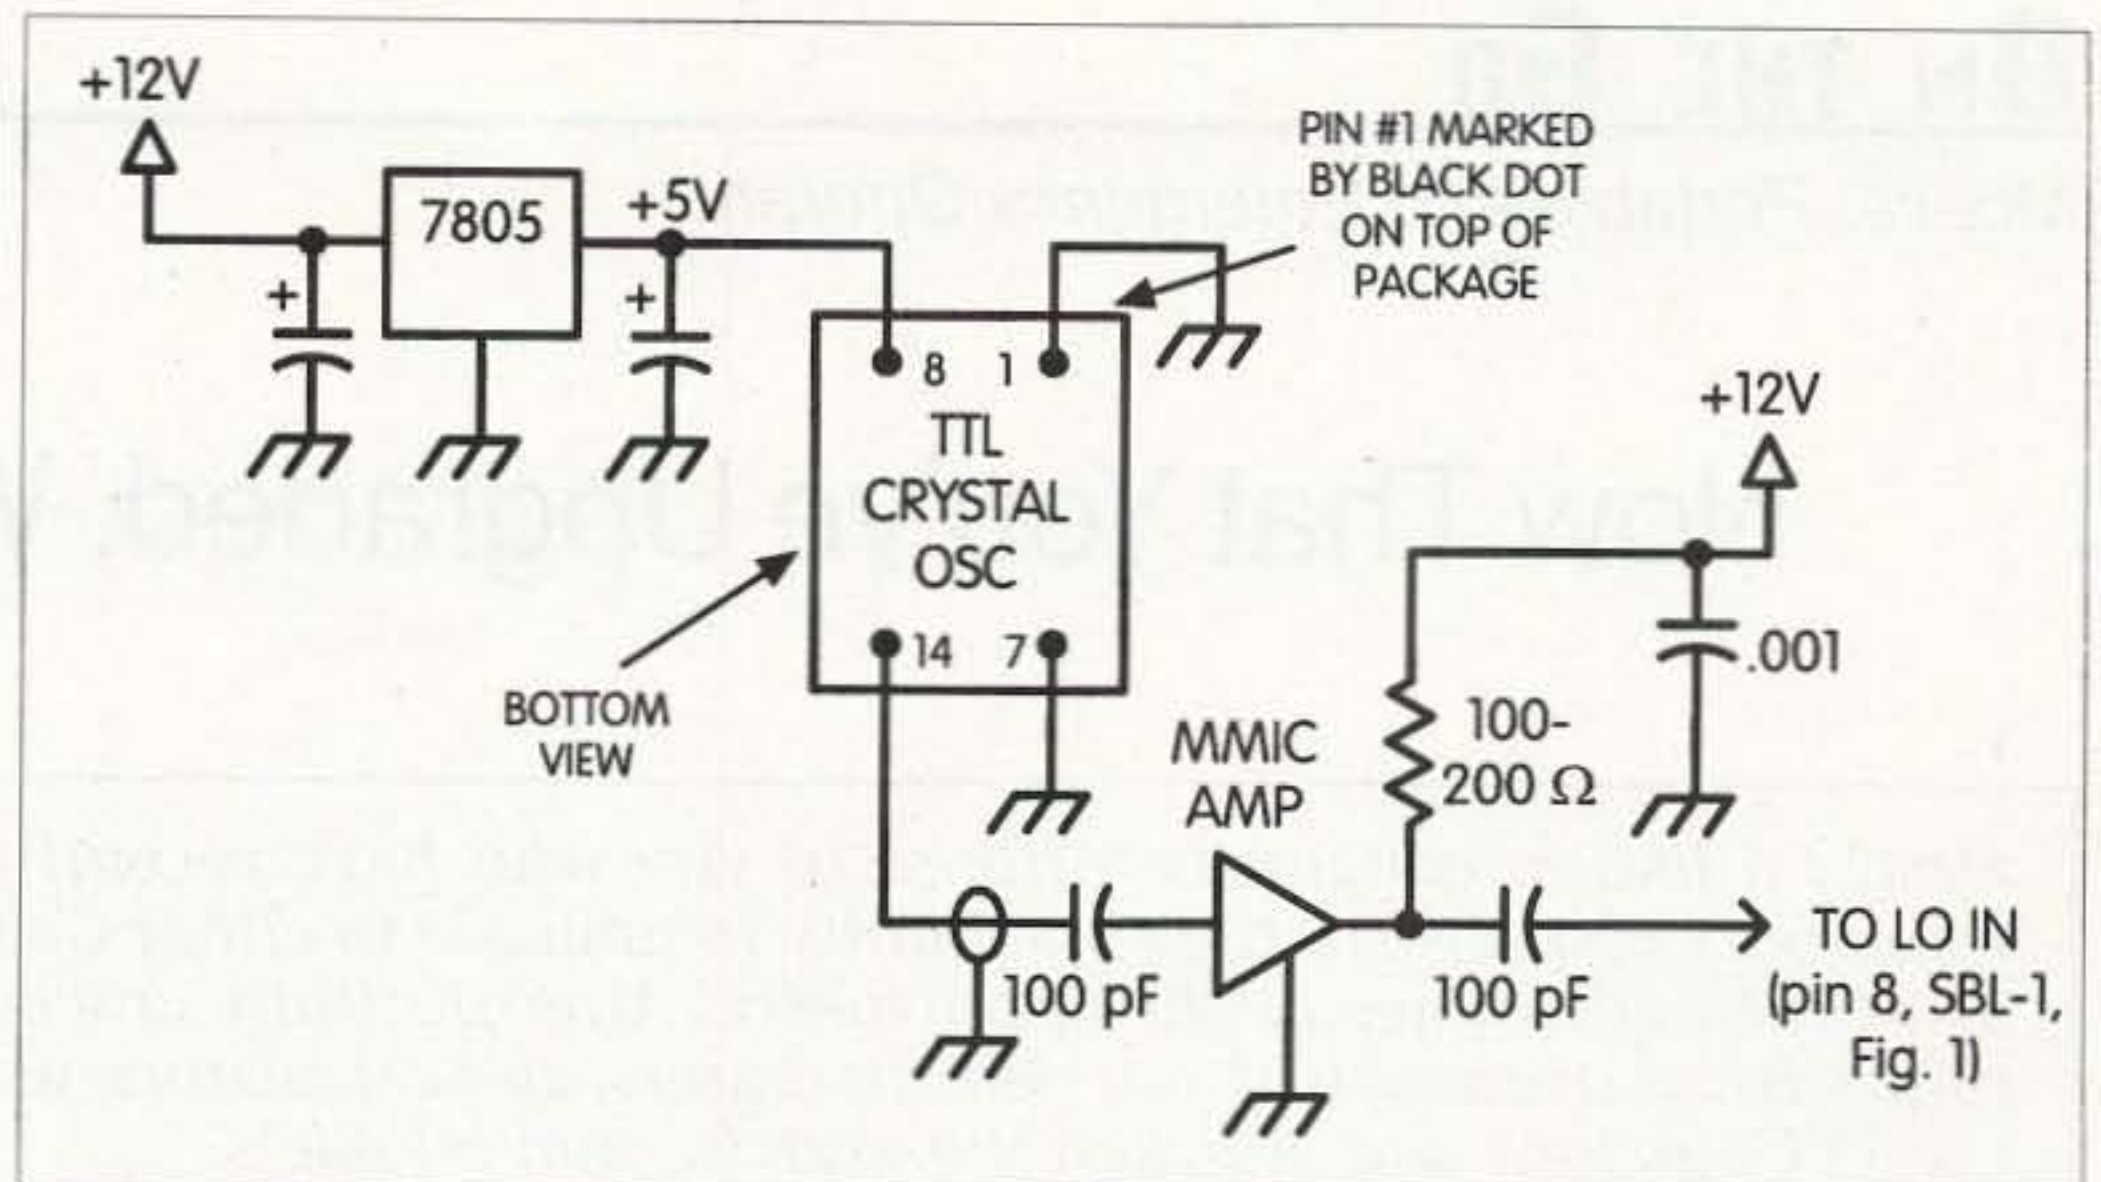 +12V
7805
+5V
+
+
PIN #1 MARKED
BY BLACK DOT
ON TOP OF
PACKAGE
8 1
TTL
CRYSTAL
OSC
14 7
BOTTOM
VIEW
+12V
.001
100-
200 Ω
MMIC
AMP
100 pF
100 pF
TO LO IN
(pin 8, SBL-1,
Fig. 1)